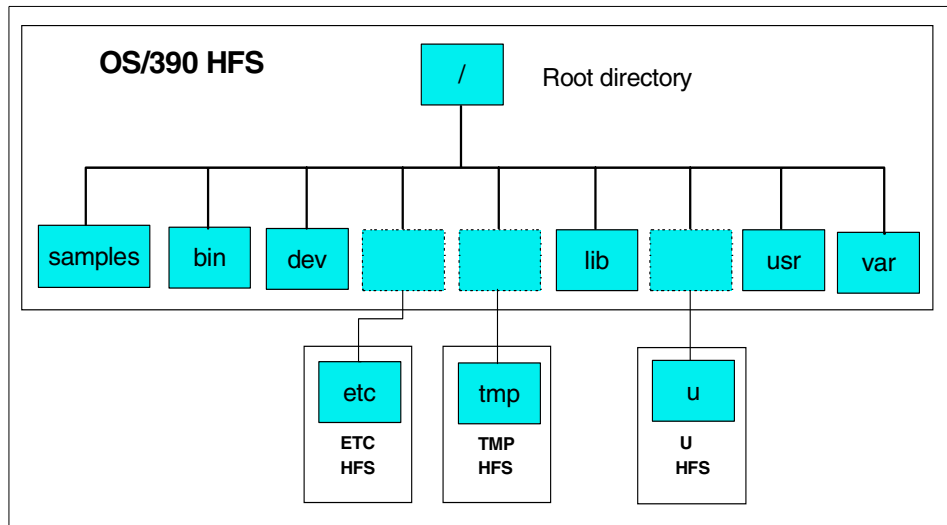 OS/390 HFS
/
Root directory
samples
bin
dev
lib
usr
var
etc
tmp
u
ETC
HFS
TMP
HFS
U
HFS